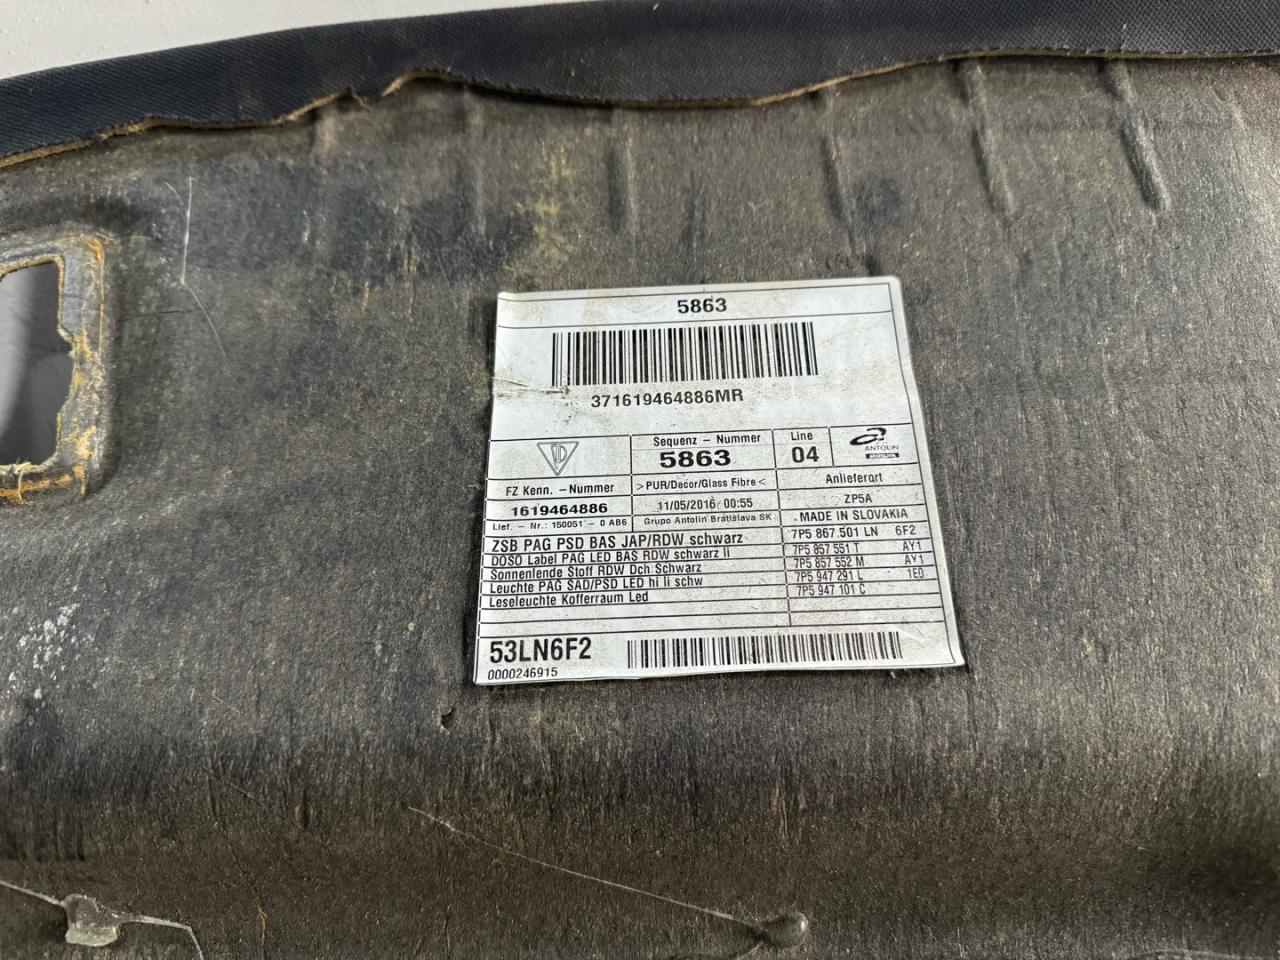 5863
371619464886MR
Sequenz - Nummer
5863
Line
04
ANTOLIN
FZ Kenn. -Nummer
>PUR/Decor/Glass Fibre<
Anlieferort
1619464886
11/05/2016 00:55
ZP5A
Lief. - Nr.: 150051 - 0 AB6
Grupo Antolin Bratislava SK
MADE IN SLOVAKIA
ZSB PAG PSD BAS JAP/RDW schwarz 7P5 867 501 LN 6F2
DOSO Label PAG LED BAS RDW schwarz li 7P5 857 551 T AY1
Sonnenlende Stoff RDW Dch Schwarz 7P5 857 552 M AY1
Leuchte PAG SAD/PSD LED hi li schw 7P5 947 291 L 1E0
Leseleuchte Kofferraum Led 7P5 947 101 C
53LN6F2
0000246915